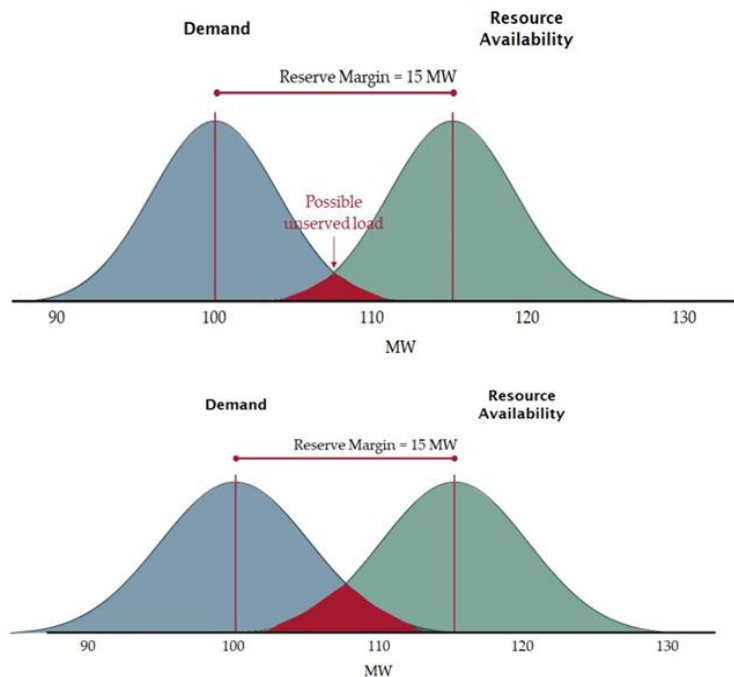 Demand
Resource
Availability
Reserve Margin = 15 MW
Possible
unserved load
90 100 110 120 130
MW
Demand
Resource
Availability
Reserve Margin = 15 MW
90 100 110 120 130
MW